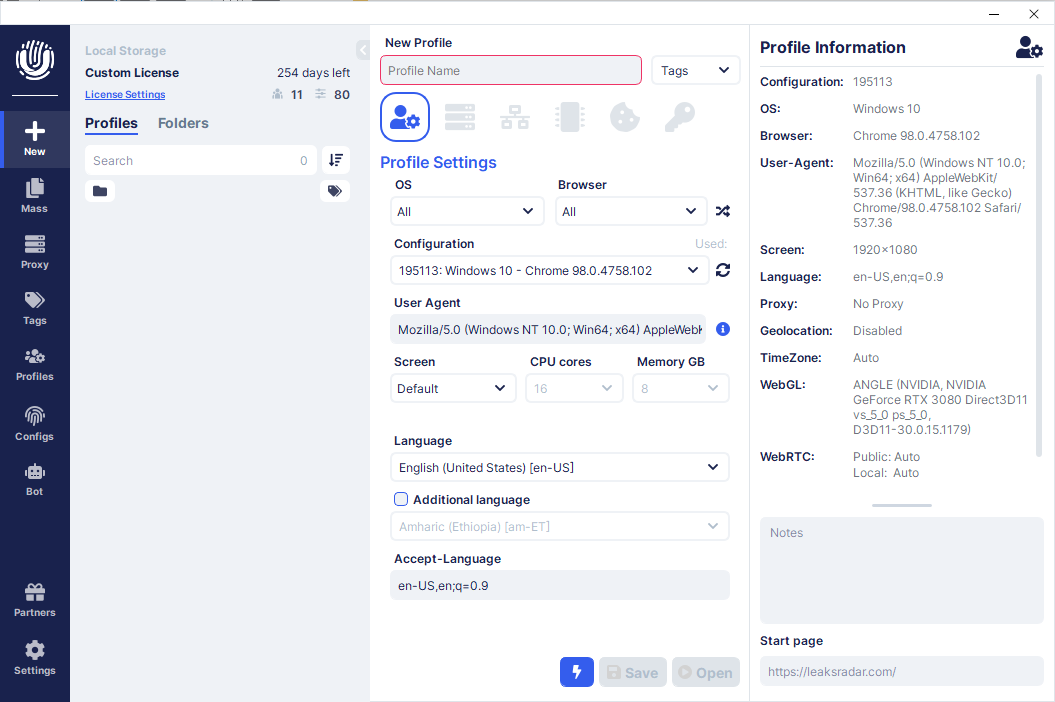 New
Mass
Proxy
Tags
Profiles
Configs
Bot
Partners
Settings
Local Storage
Custom License 254 days left
License Settings 11 80
Profiles Folders
Search 0
New Profile
Profile Name Tags
Profile Settings
OS Browser
All All
Configuration Used:
195113: Windows 10 - Chrome 98.0.4758.102
User Agent
Mozilla/5.0 (Windows NT 10.0; Win64; x64) AppleWebK
Screen CPU cores Memory GB
Default 16 8
Language
English (United States) [en-US]
Additional language
Amharic (Ethiopia) [am-ET]
Accept-Language
en-US,en;q=0.9
Save Open
Profile Information
Configuration: 195113
OS: Windows 10
Browser: Chrome 98.0.4758.102
User-Agent: Mozilla/5.0 (Windows NT 10.0;
Win64; x64) AppleWebKit/
537.36 (KHTML, like Gecko)
Chrome/98.0.4758.102 Safari/
537.36
Screen: 1920×1080
Language: en-US,en;q=0.9
Proxy: No Proxy
Geolocation: Disabled
TimeZone: Auto
WebGL: ANGLE (NVIDIA, NVIDIA
GeForce RTX 3080 Direct3D11
vs_5_0 ps_5_0,
D3D11-30.0.15.1179)
WebRTC: Public: Auto
Local: Auto
Notes
Start page
https://leaksradar.com/